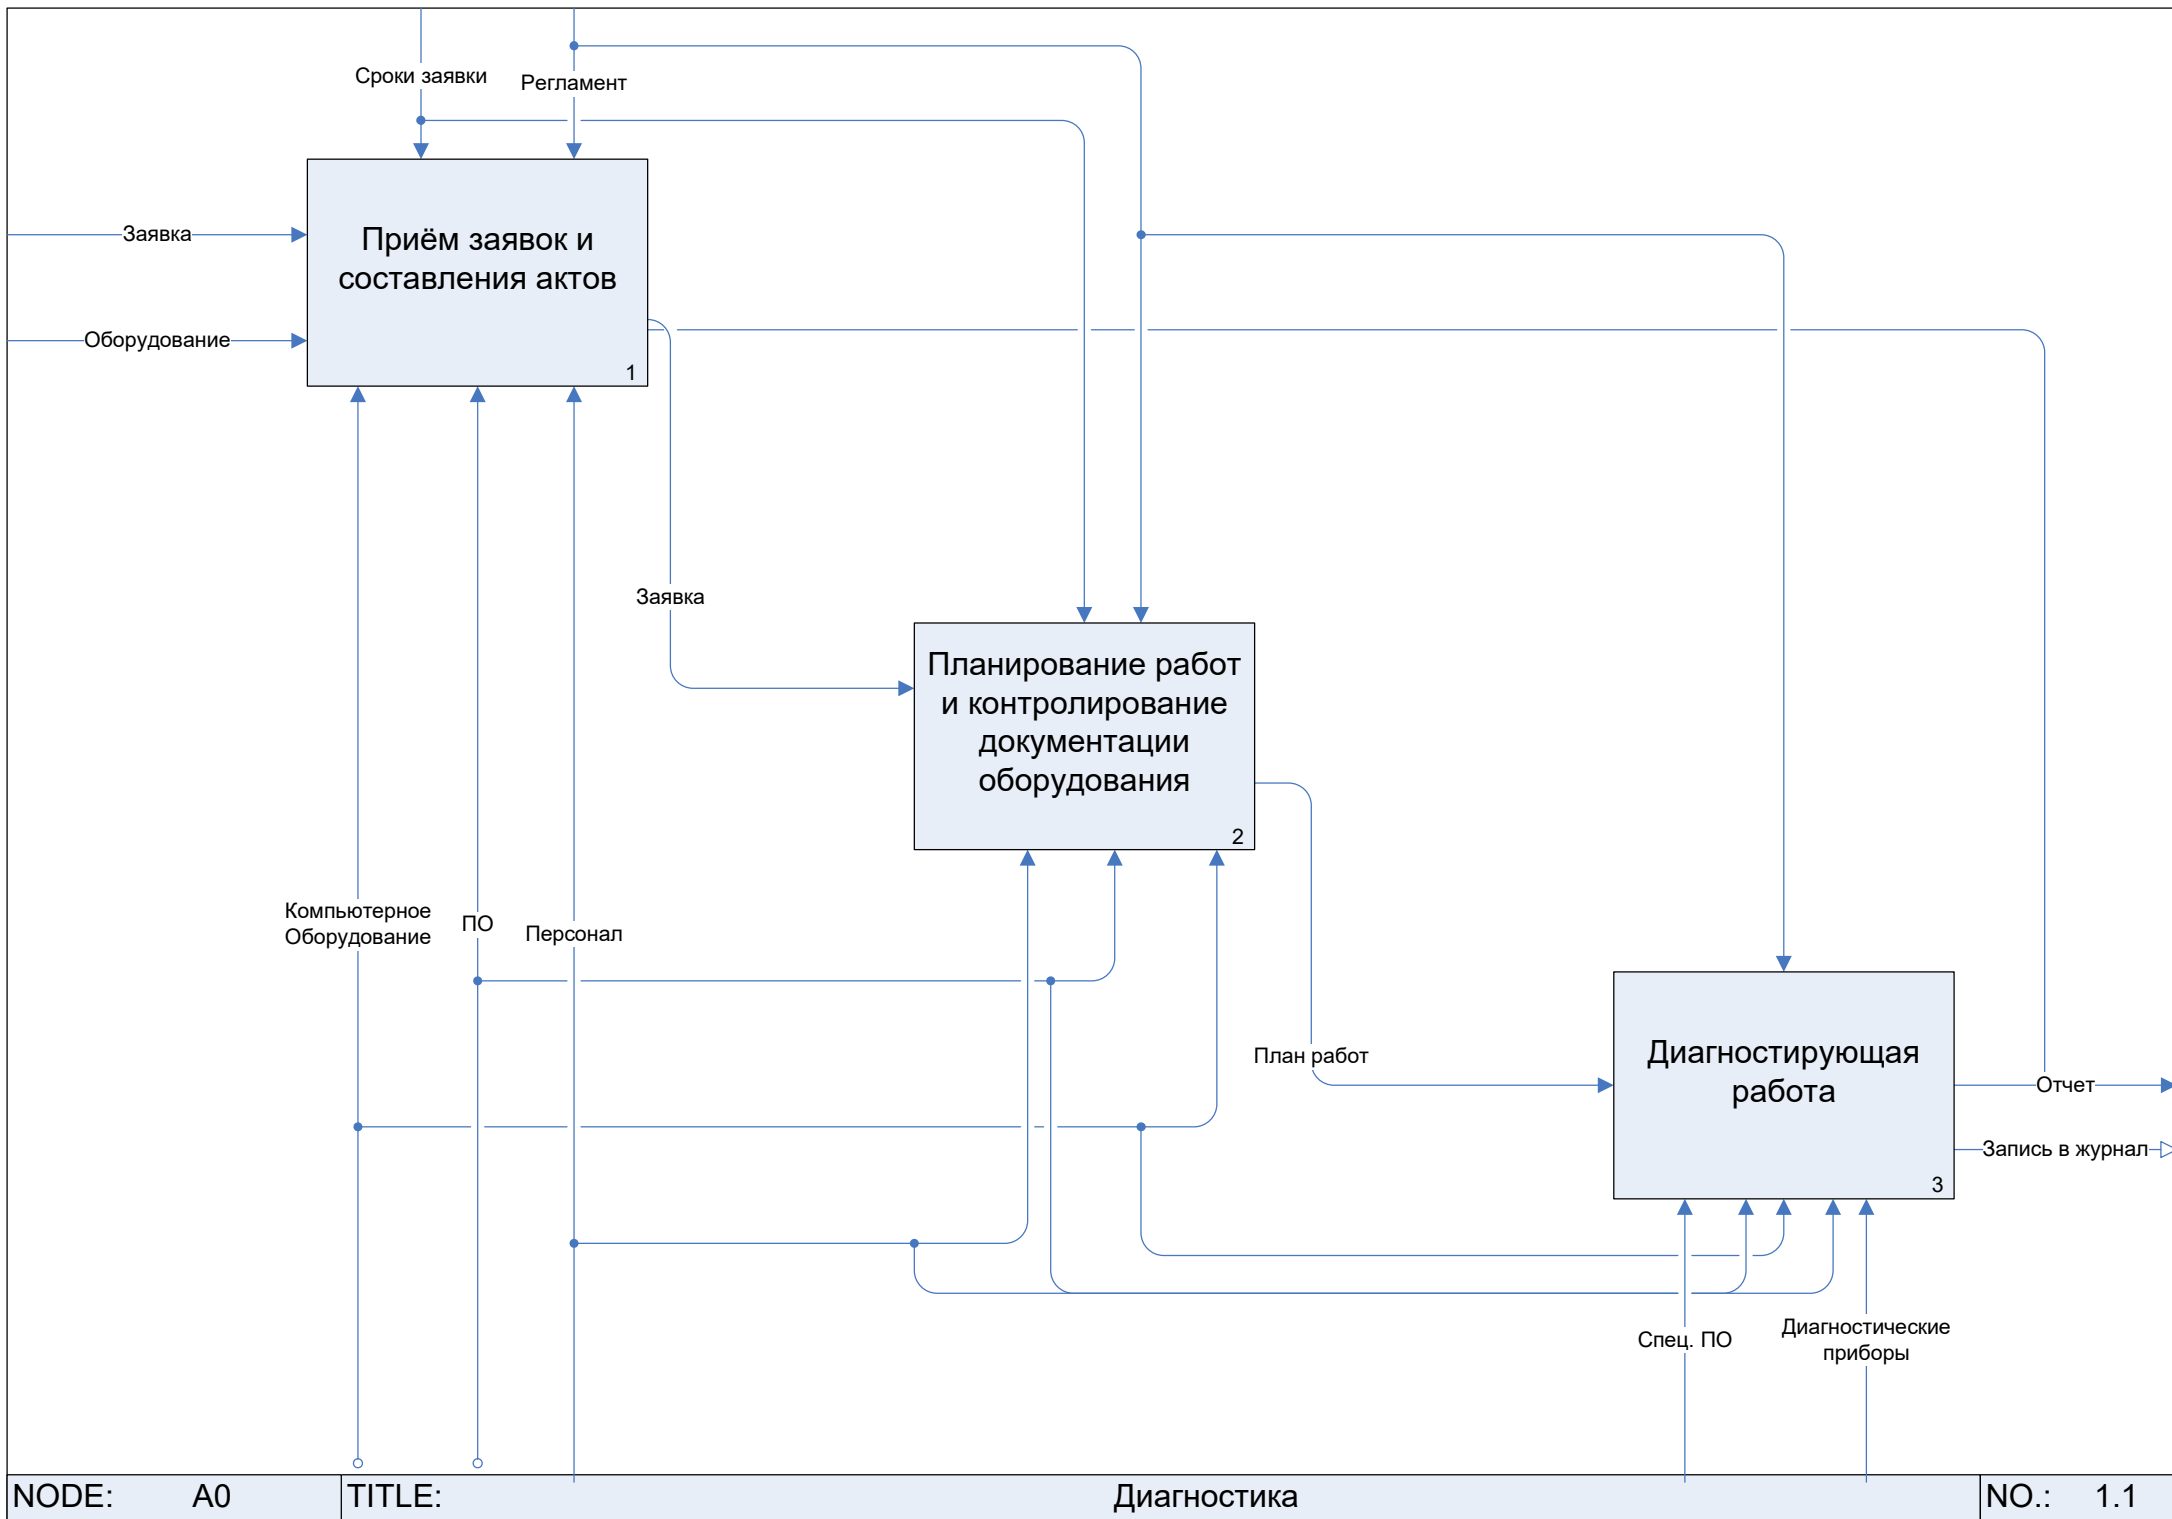 Сроки заявки
Регламент
Заявка
Приём заявок и
составления актов
Оборудование
1
Заявка
Планирование работ
и контролирование
документации
оборудования
2
Компьютерное
Оборудование
ПО
Персонал
План работ
Диагностирующая
работа
3
Отчет
Запись в журнал
Спец. ПО
Диагностические
приборы
NODE: A0
TITLE: Диагностика
NO.: 1.1